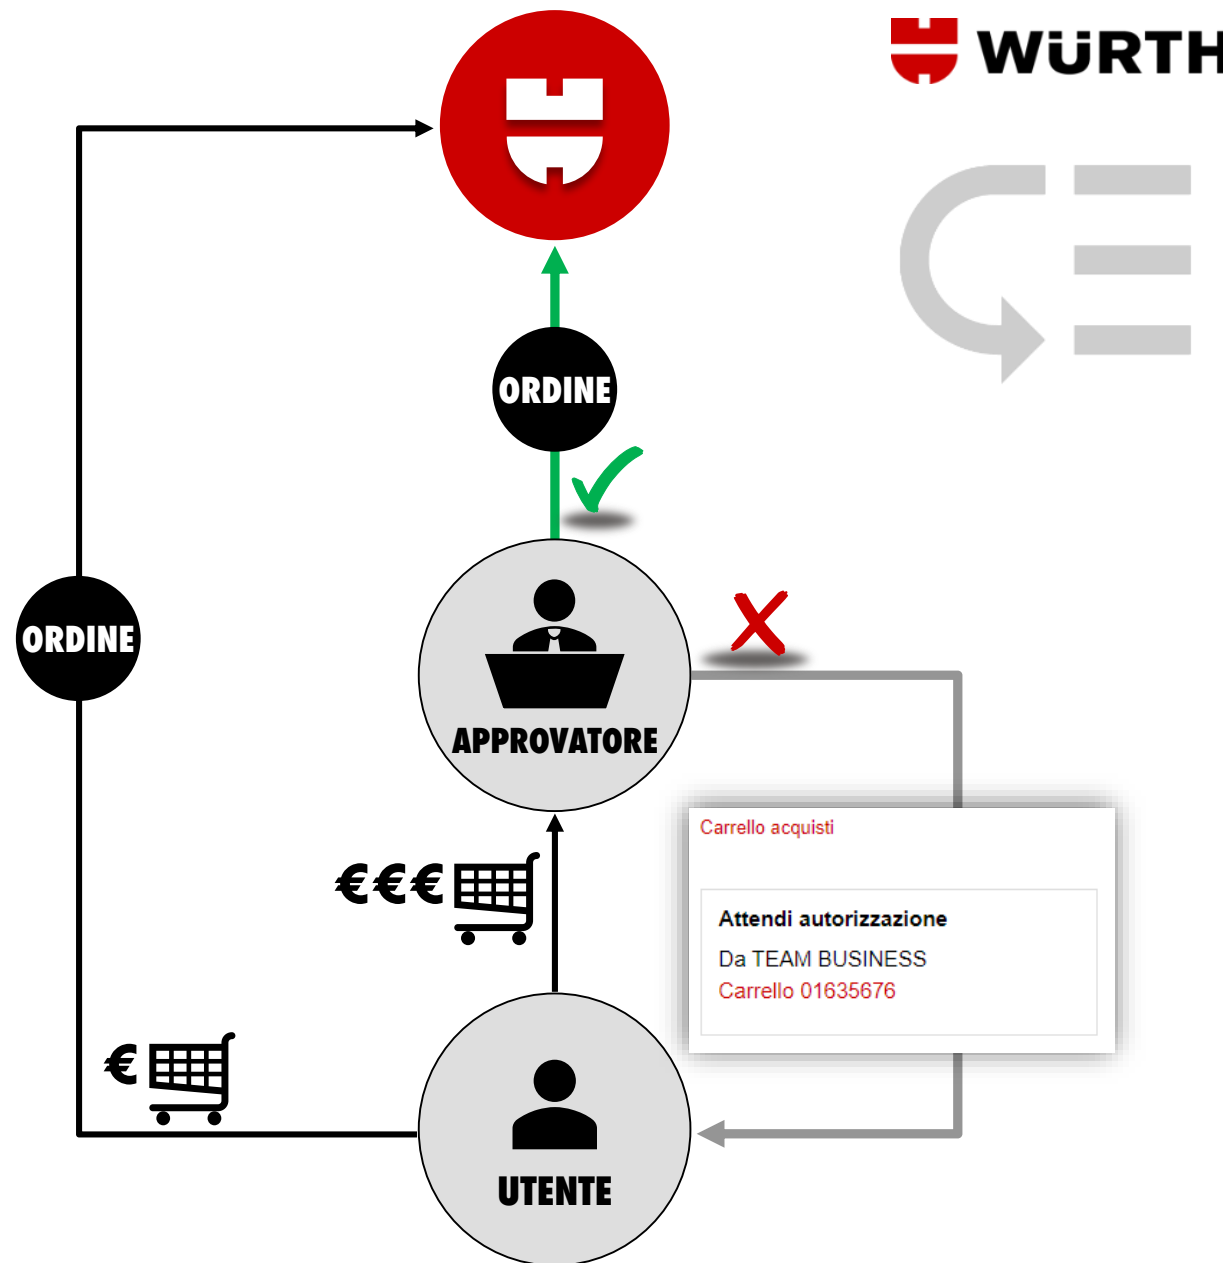 WÜRTH
ORDINE
ORDINE
APPROVATORE
Carrello acquisti
Attendi autorizzazione
Da TEAM BUSINESS
Carrello 01635676
€€€
€
UTENTE